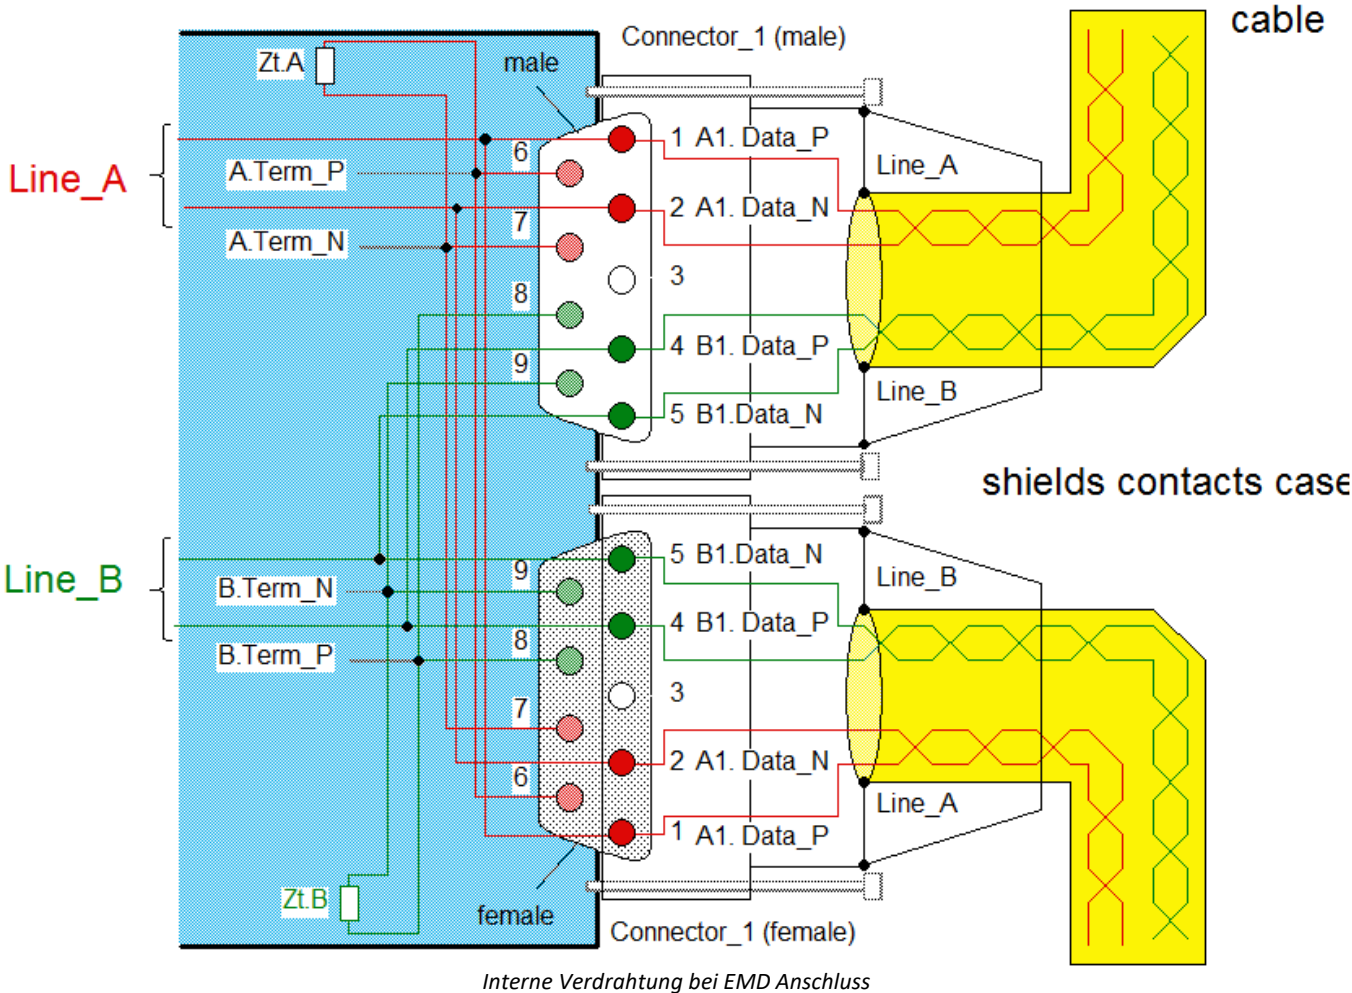 cable
Connector_1 (male)
Zt.A
male
1 A1. Data_P
6
Line_A
Line_A
A.Term_P
2 A1. Data_N
7
A.Term_N
3
8
4 B1. Data_P
9
Line_B
5 B1.Data_N
shields contacts case
5 B1.Data_N
9
Line_B
Line_B
B.Term_N
4 B1. Data_P
8
B.Term_P
3
7
2 A1. Data_N
6
Line_A
1 A1. Data_P
Zt.B
female
Connector_1 (female)
Interne Verdrahtung bei EMD Anschluss